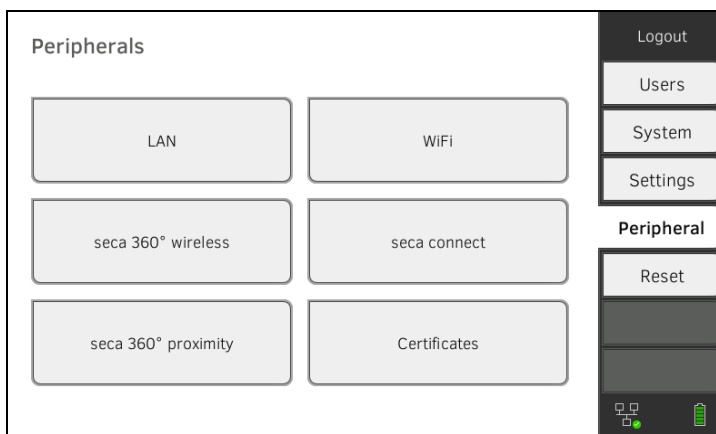 Peripherals
LAN
WiFi
seca 360° wireless
seca connect
seca 360° proximity
Certificates
Logout
Users
System
Settings
Peripheral
Reset